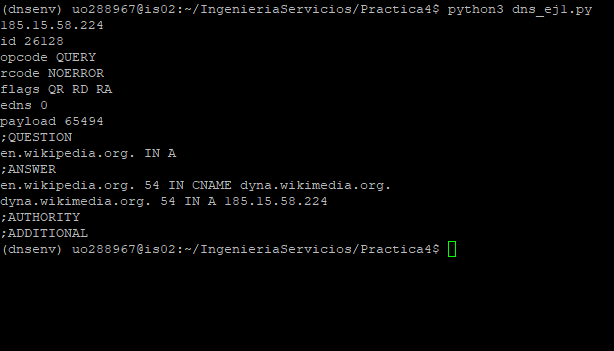 (dnsenv) uo288967@is02:~/IngenieriaServicios/Practica4$ python3 dns_ej1.py
185.15.58.224
id 26128
opcode QUERY
rcode NOERROR
flags QR RD RA
edns 0
payload 65494
;QUESTION
en.wikipedia.org. IN A
;ANSWER
en.wikipedia.org. 54 IN CNAME dyna.wikimedia.org.
dyna.wikimedia.org. 54 IN A 185.15.58.224
;AUTHORITY
;ADDITIONAL
(dnsenv) uo288967@is02:~/IngenieriaServicios/Practica4$